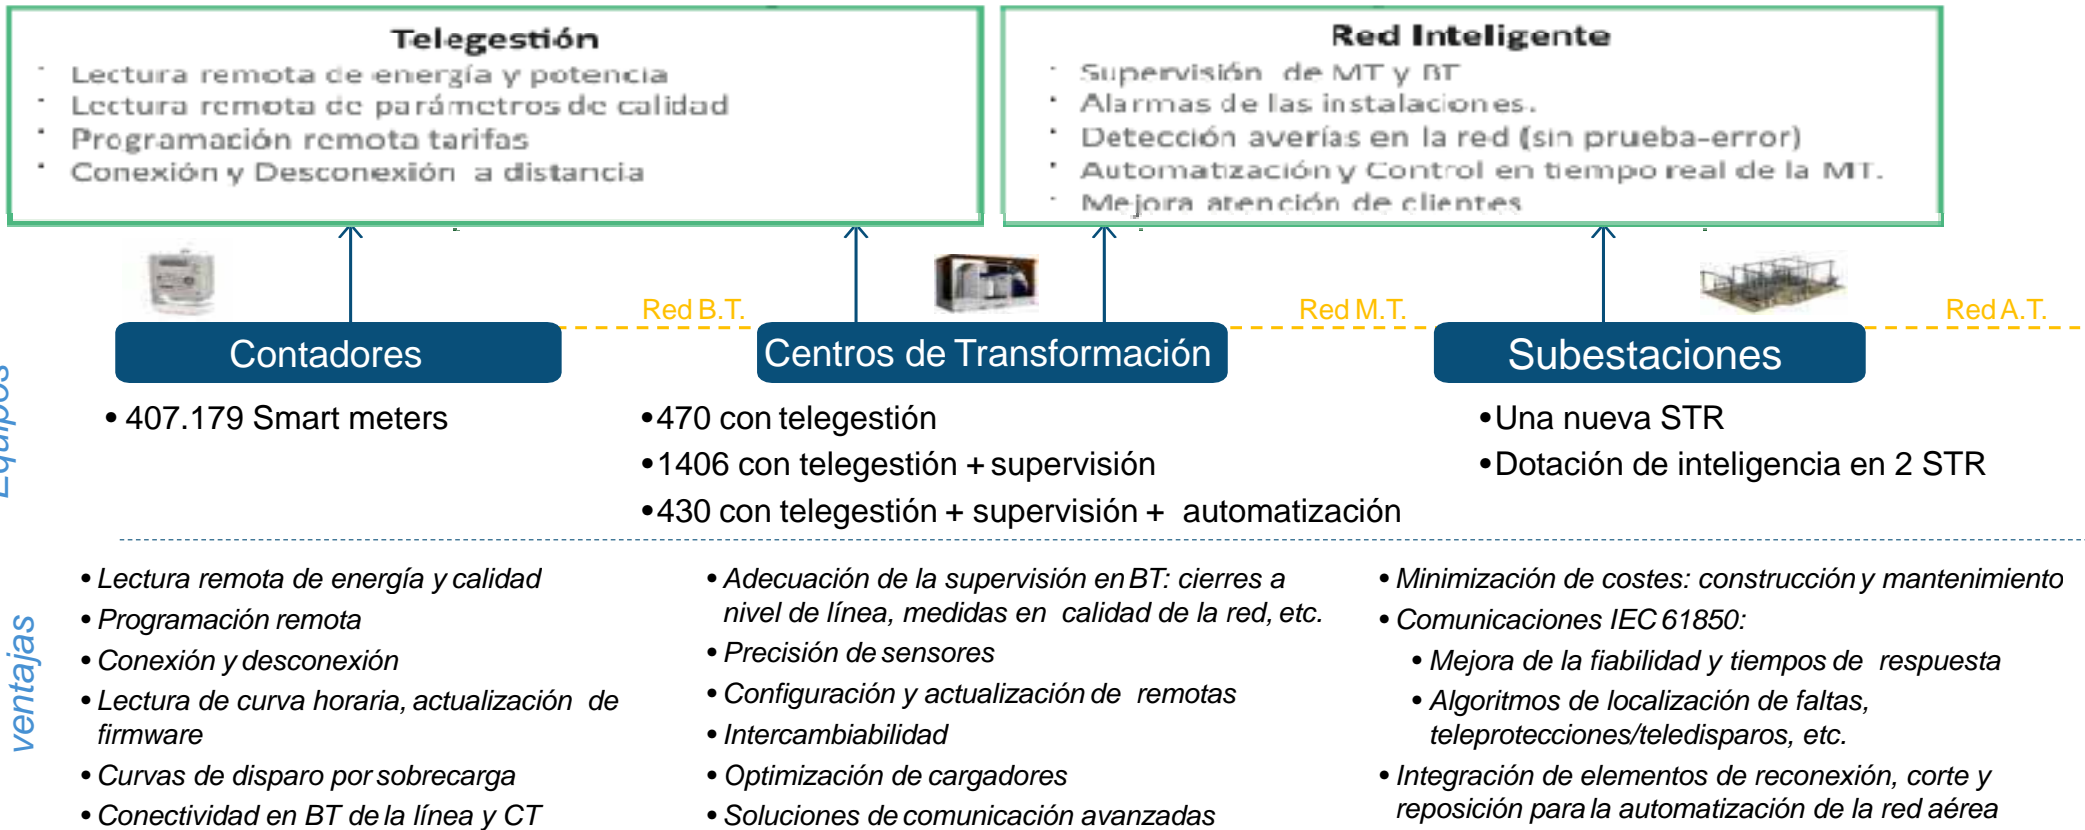 Telegestión
· Lectura remota de energía y potencia
· Lectura remota de parámetros de calidad
· Programación remota tarifas
· Conexión y Desconexión a distancia
Red Inteligente
· Supervisión de MT y BT
· Alarmas de las instalaciones.
· Detección averías en la red (sin prueba-error)
· Automatización y Control en tiempo real de la MT.
· Mejora atención de clientes
Red B.T.
Red M.T.
Red A.T.
Contadores
Centros de Transformación
Subestaciones
Equipos
• 407.179 Smart meters
•470 con telegestión
•1406 con telegestión + supervisión
•430 con telegestión + supervisión + automatización
•Una nueva STR
•Dotación de inteligencia en 2 STR
ventajas
• Lectura remota de energía y calidad
• Programación remota
• Conexión y desconexión
• Lectura de curva horaria, actualización de
firmware
• Curvas de disparo por sobrecarga
• Conectividad en BT de la línea y CT
• Adecuación de la supervisión en BT: cierres a
nivel de línea, medidas en calidad de la red, etc.
• Precisión de sensores
• Configuración y actualización de remotas
• Intercambiabilidad
• Optimización de cargadores
• Soluciones de comunicación avanzadas
• Minimización de costes: construcción y mantenimiento
• Comunicaciones IEC 61850:
• Mejora de la fiabilidad y tiempos de respuesta
• Algoritmos de localización de faltas,
teleprotecciones/teledisparos, etc.
• Integración de elementos de reconexión, corte y
reposición para la automatización de la red aérea